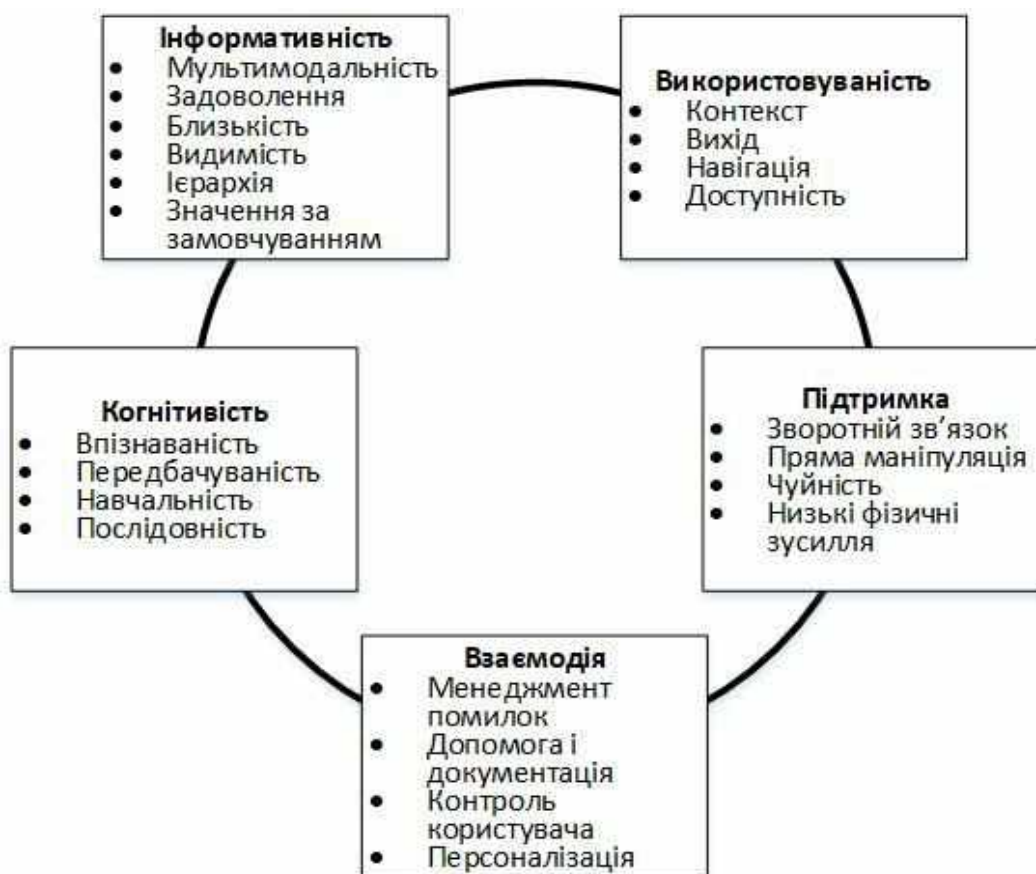 Інформативність
• Мультимодальність
• Задоволення
• Близькість
• Видимість
• Ієрархія
• Значення за
замовчуванням
Використовуваність
• Контекст
• Вихід
• Навігація
• Доступність
Когнітивість
• Впізнаваність
• Передбачуваність
• Навчальність
• Послідовність
Підтримка
• Зворотній зв’язок
• Пряма маніпуляція
• Чуйність
• Низькі фізичні
зусилля
Взаємодія
• Менеджмент
помилок
• Допомога і
документація
• Контроль
користувача
• Персоналізація